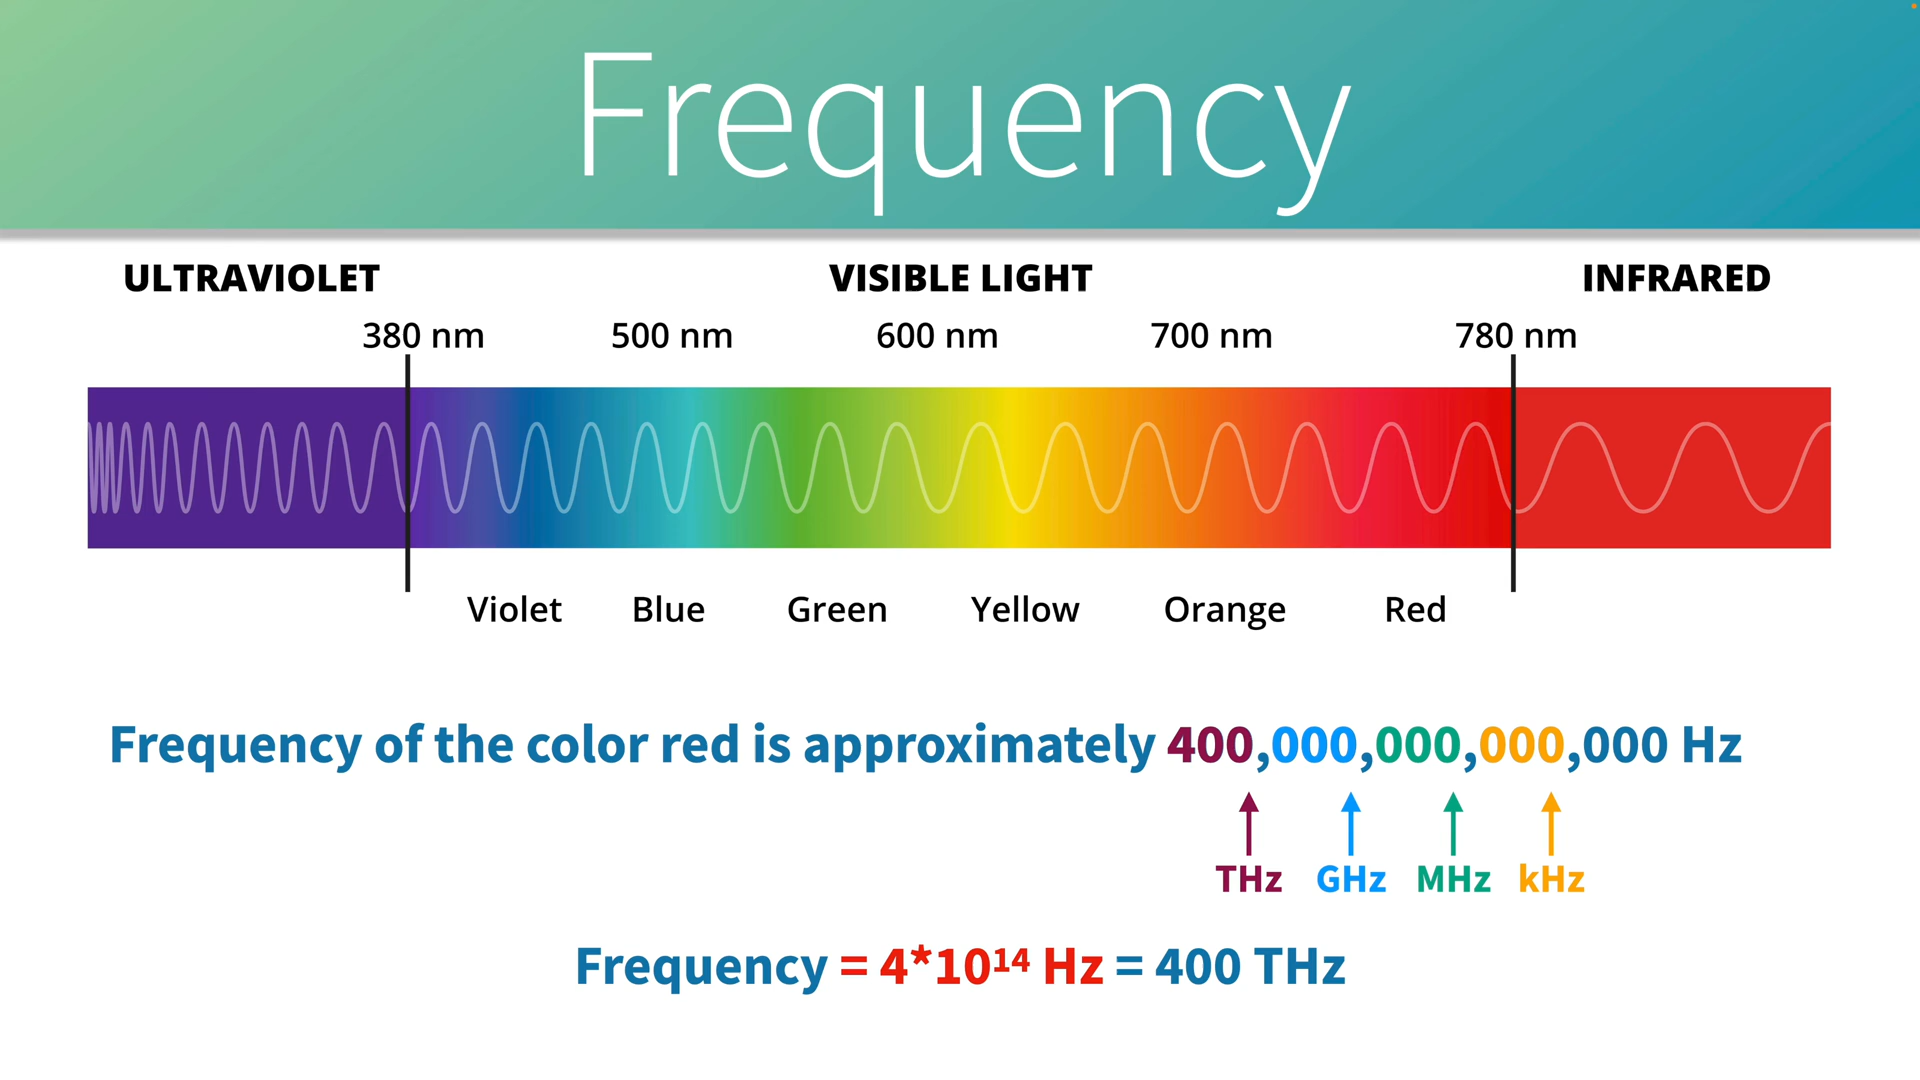 Frequency
ULTRAVIOLET VISIBLE LIGHT INFRARED
380 nm 500 nm 600 nm 700 nm 780 nm
Violet Blue Green Yellow Orange Red
Frequency of the color red is approximately 400,000,000,000,000 Hz
THz GHz MHz kHz
Frequency = 4*10¹⁴ Hz = 400 THz